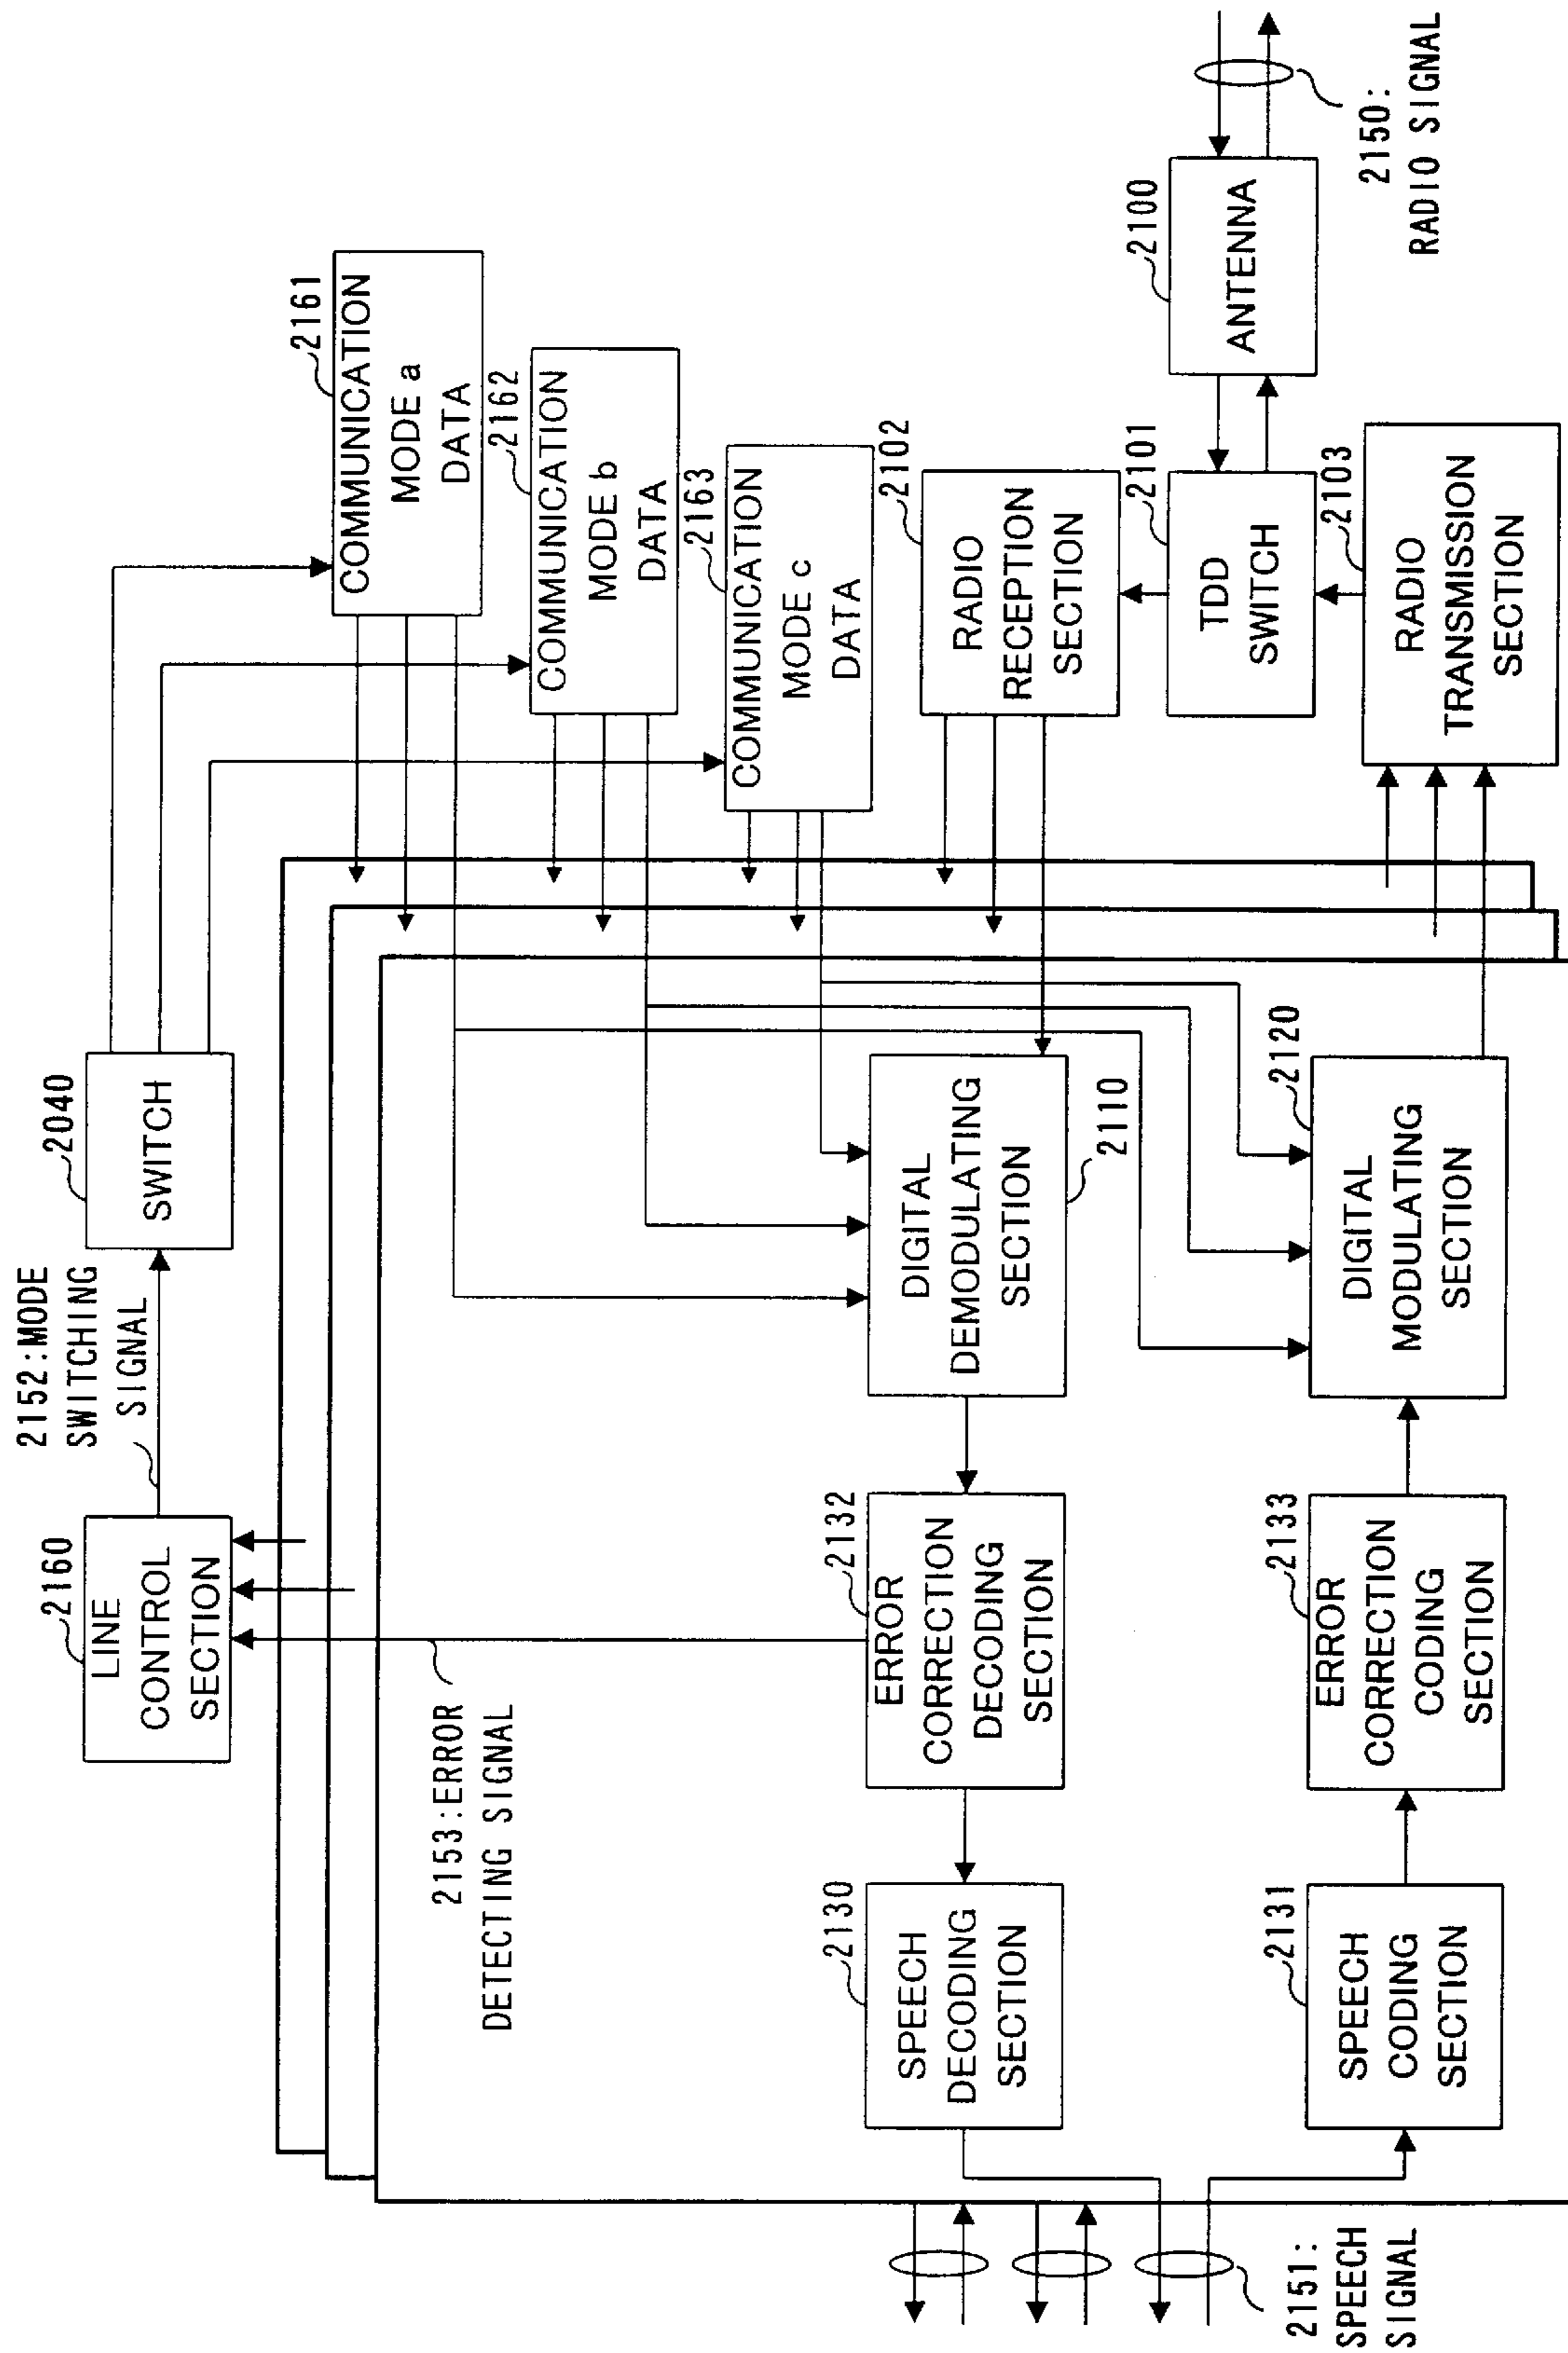 2160
LINE
CONTROL
SECTION
2152:MODE
SWITCHING
SIGNAL
2040
SWITCH
2161
COMMUNICATION
MODE a
DATA
2162
COMMUNICATION
MODE b
DATA
2163
COMMUNICATION
MODE c
DATA
2153:ERROR
DETECTING SIGNAL
2130
SPEECH
DECODING
SECTION
2132
ERROR
CORRECTION
DECODING
SECTION
DIGITAL
DEMODULATING
SECTION
2110
2102
RADIO
RECEPTION
SECTION
2101
TDD
SWITCH
2100
ANTENNA
2150:
RADIO SIGNAL
2151:
SPEECH
SIGNAL
2131
SPEECH
CODING
SECTION
2133
ERROR
CORRECTION
CODING
SECTION
2120
DIGITAL
MODULATING
SECTION
2103
RADIO
TRANSMISSION
SECTION